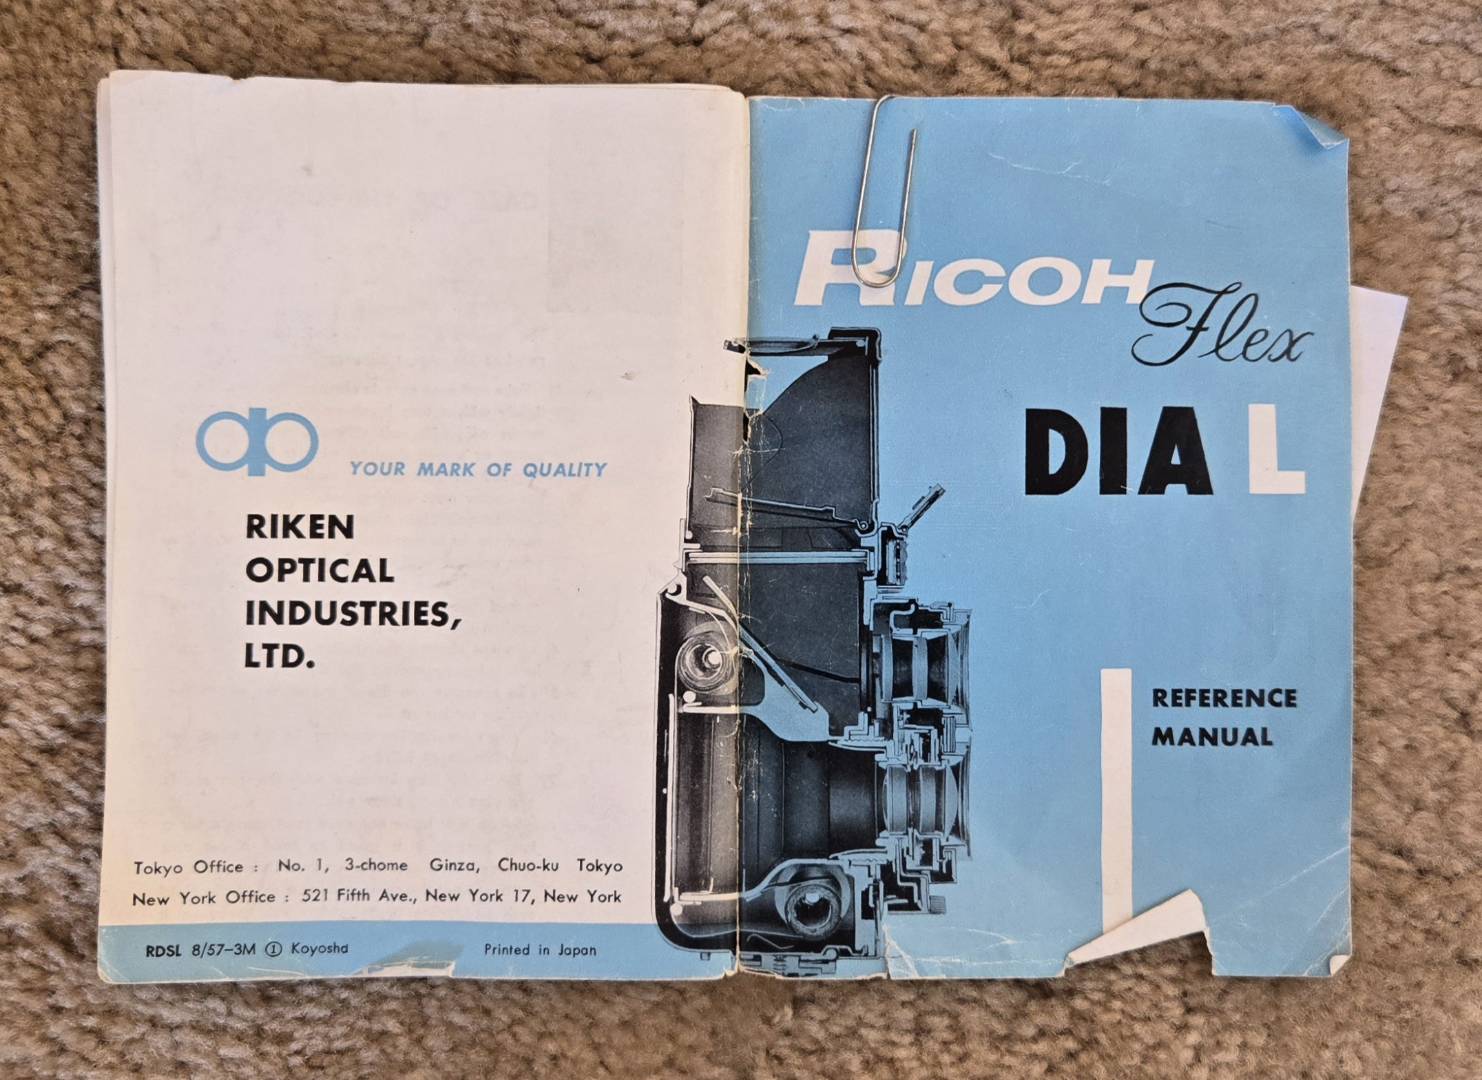 YOUR MARK OF QUALITY
RIKEN
OPTICAL
INDUSTRIES,
LTD.
Tokyo Office : No. 1, 3-chome Ginza, Chuo-ku Tokyo
New York Office : 521 Fifth Ave., New York 17, New York
RDSL 8/57-3M ① Koyosha Printed in Japan
RICOH
Flex
DIA L
REFERENCE
MANUAL